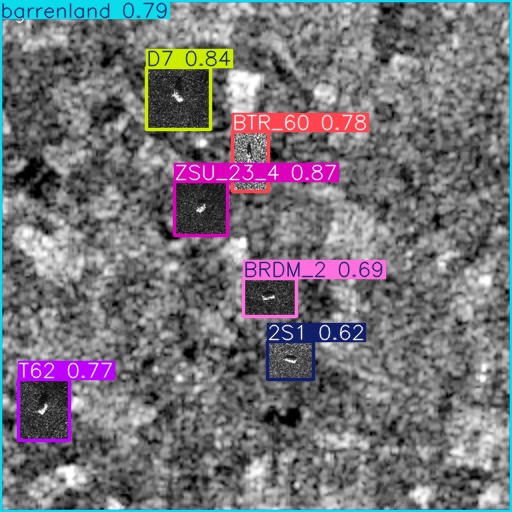 barrenland 0.79
D7 0.84
BTR_60 0.78
ZSU_23_4 0.87
BRDM_2 0.69
2S1 0.62
T62 0.77